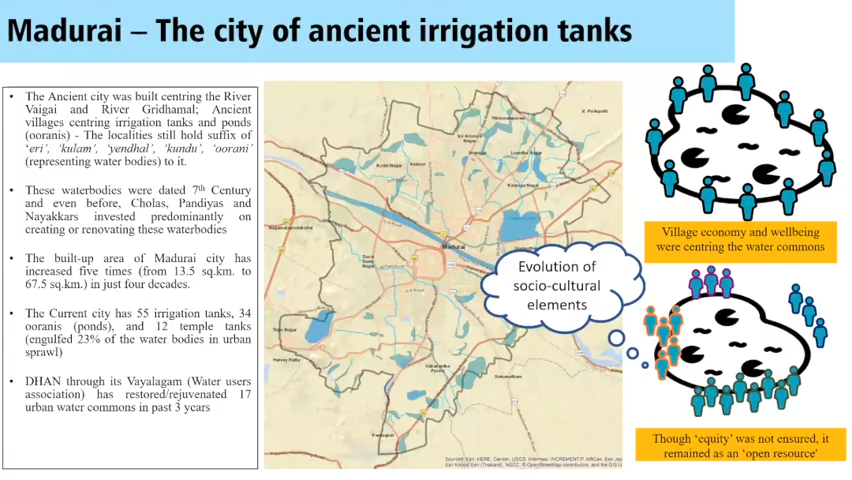 Madurai – The city of ancient irrigation tanks
• The Ancient city was built centring the River
Vaigai and River Gridhamal; Ancient
villages centring irrigation tanks and ponds
(ooranis) - The localities still hold suffix of
‘eri’, ‘kulam’, ‘yendhal’, ‘kundu’, ‘oorani’
(representing water bodies) to it.
• These waterbodies were dated 7th Century
and even before, Cholas, Pandiyas and
Nayakkars invested predominantly on
creating or renovating these waterbodies
• The built-up area of Madurai city has
increased five times (from 13.5 sq.km. to
67.5 sq.km.) in just four decades.
• The Current city has 55 irrigation tanks, 34
ooranis (ponds), and 12 temple tanks
(engulfed 23% of the water bodies in urban
sprawl)
• DHAN through its Vayalagam (Water users
association) has restored/rejuvenated 17
urban water commons in past 3 years
Madurai
Evolution of
socio-cultural
elements
Village economy and wellbeing
were centring the water commons
Though ‘equity’ was not ensured, it
remained as an ‘open resource’